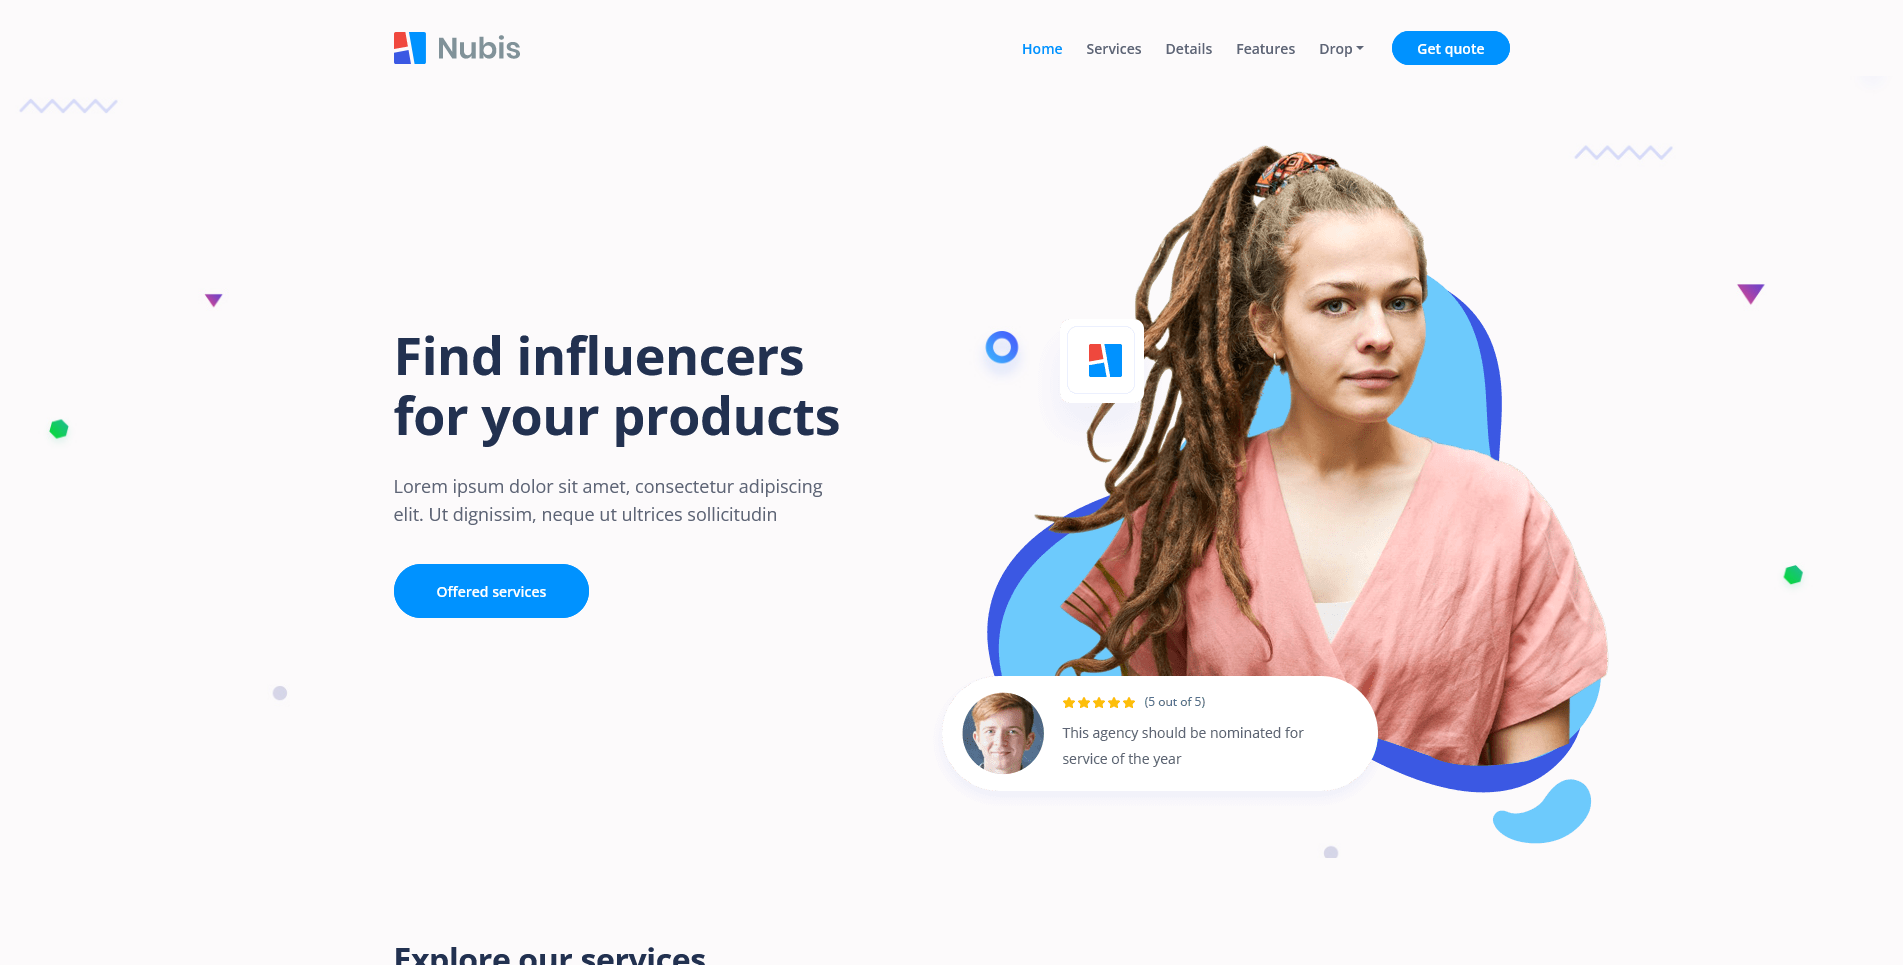 Nubis
Home Services Details Features Drop Get quote
Find influencers
for your products
Lorem ipsum dolor sit amet, consectetur adipiscing
elit. Ut dignissim, neque ut ultrices sollicitudin
Offered services
(5 out of 5)
This agency should be nominated for
service of the year
Explore our services